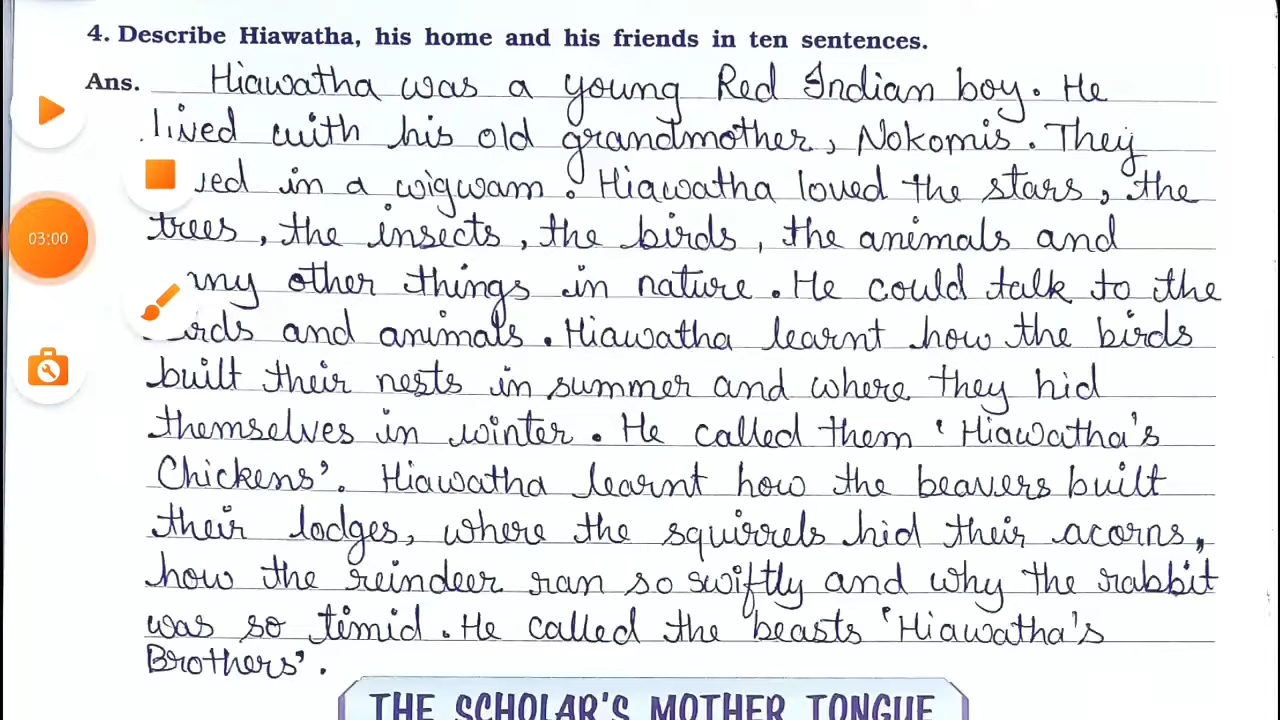 4. Describe Hiawatha, his home and his friends in ten sentences.
Ans. Hiawatha was a young Red Indian boy. He
lived with his old grandmother, Nokomis. They
in a wigwam. Hiawatha loved the stars, the
03:00
trees, the insects, the birds, the animals and
other things in nature. He could talk to the
and animals. Hiawatha learnt how the birds
built their nests in summer and where they hid
themselves in winter. He called them 'Hiawatha's
Chickens'. Hiawatha learnt how the beavers built
their lodges, where the squirrels hid their acorns,
how the reindeer ran so swiftly and why the rabbit
was so timid. He called the beasts 'Hiawatha's
Brothers'.
THE SCHOLAR'S MOTHER TONGUE